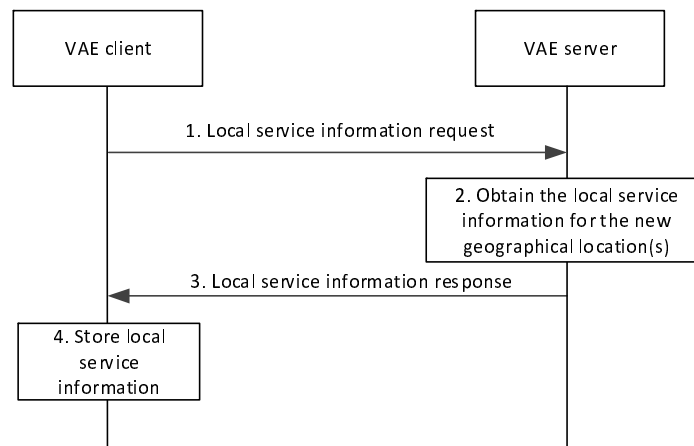 VAE client
VAE server
1. Local service information request
2. Obtain the local service
information for the new
geographical location(s)
3. Local service information response
4. Store local
service
information